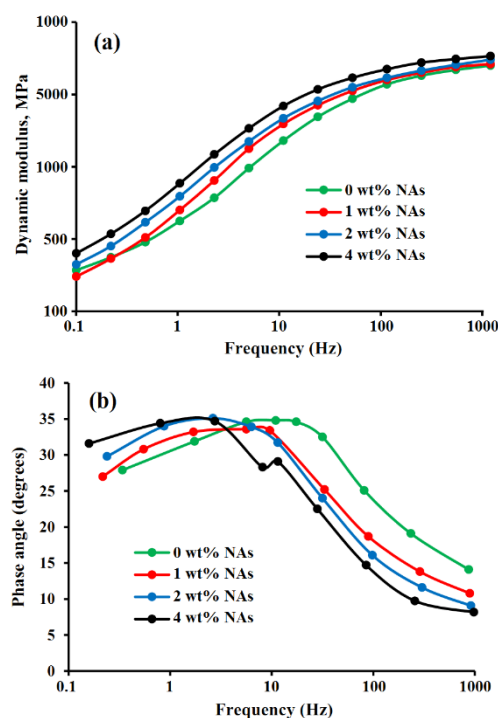 (a)
Dynamic modulus, MPa
1000
5000
1000
500
100
0 wt% NAs
1 wt% NAs
2 wt% NAs
4 wt% NAs
0.1 1 10 100 1000
Frequency (Hz)
(b)
Phase angle (degrees)
40
35
30
25
20
15
10
5
0
0 wt% NAs
1 wt% NAs
2 wt% NAs
4 wt% NAs
0.1 1 10 100 1000
Frequency (Hz)